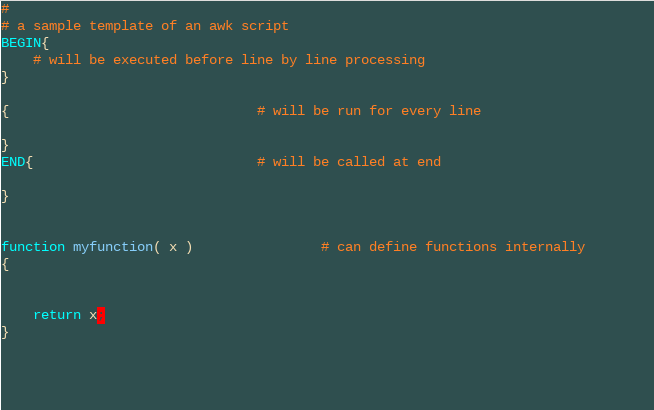 #
# a sample template of an awk script
BEGIN{
    # will be executed before line by line processing
}
{                               # will be run for every line
}
END{                            # will be called at end
}
function myfunction( x )                # can define functions internally
{
    return x
}